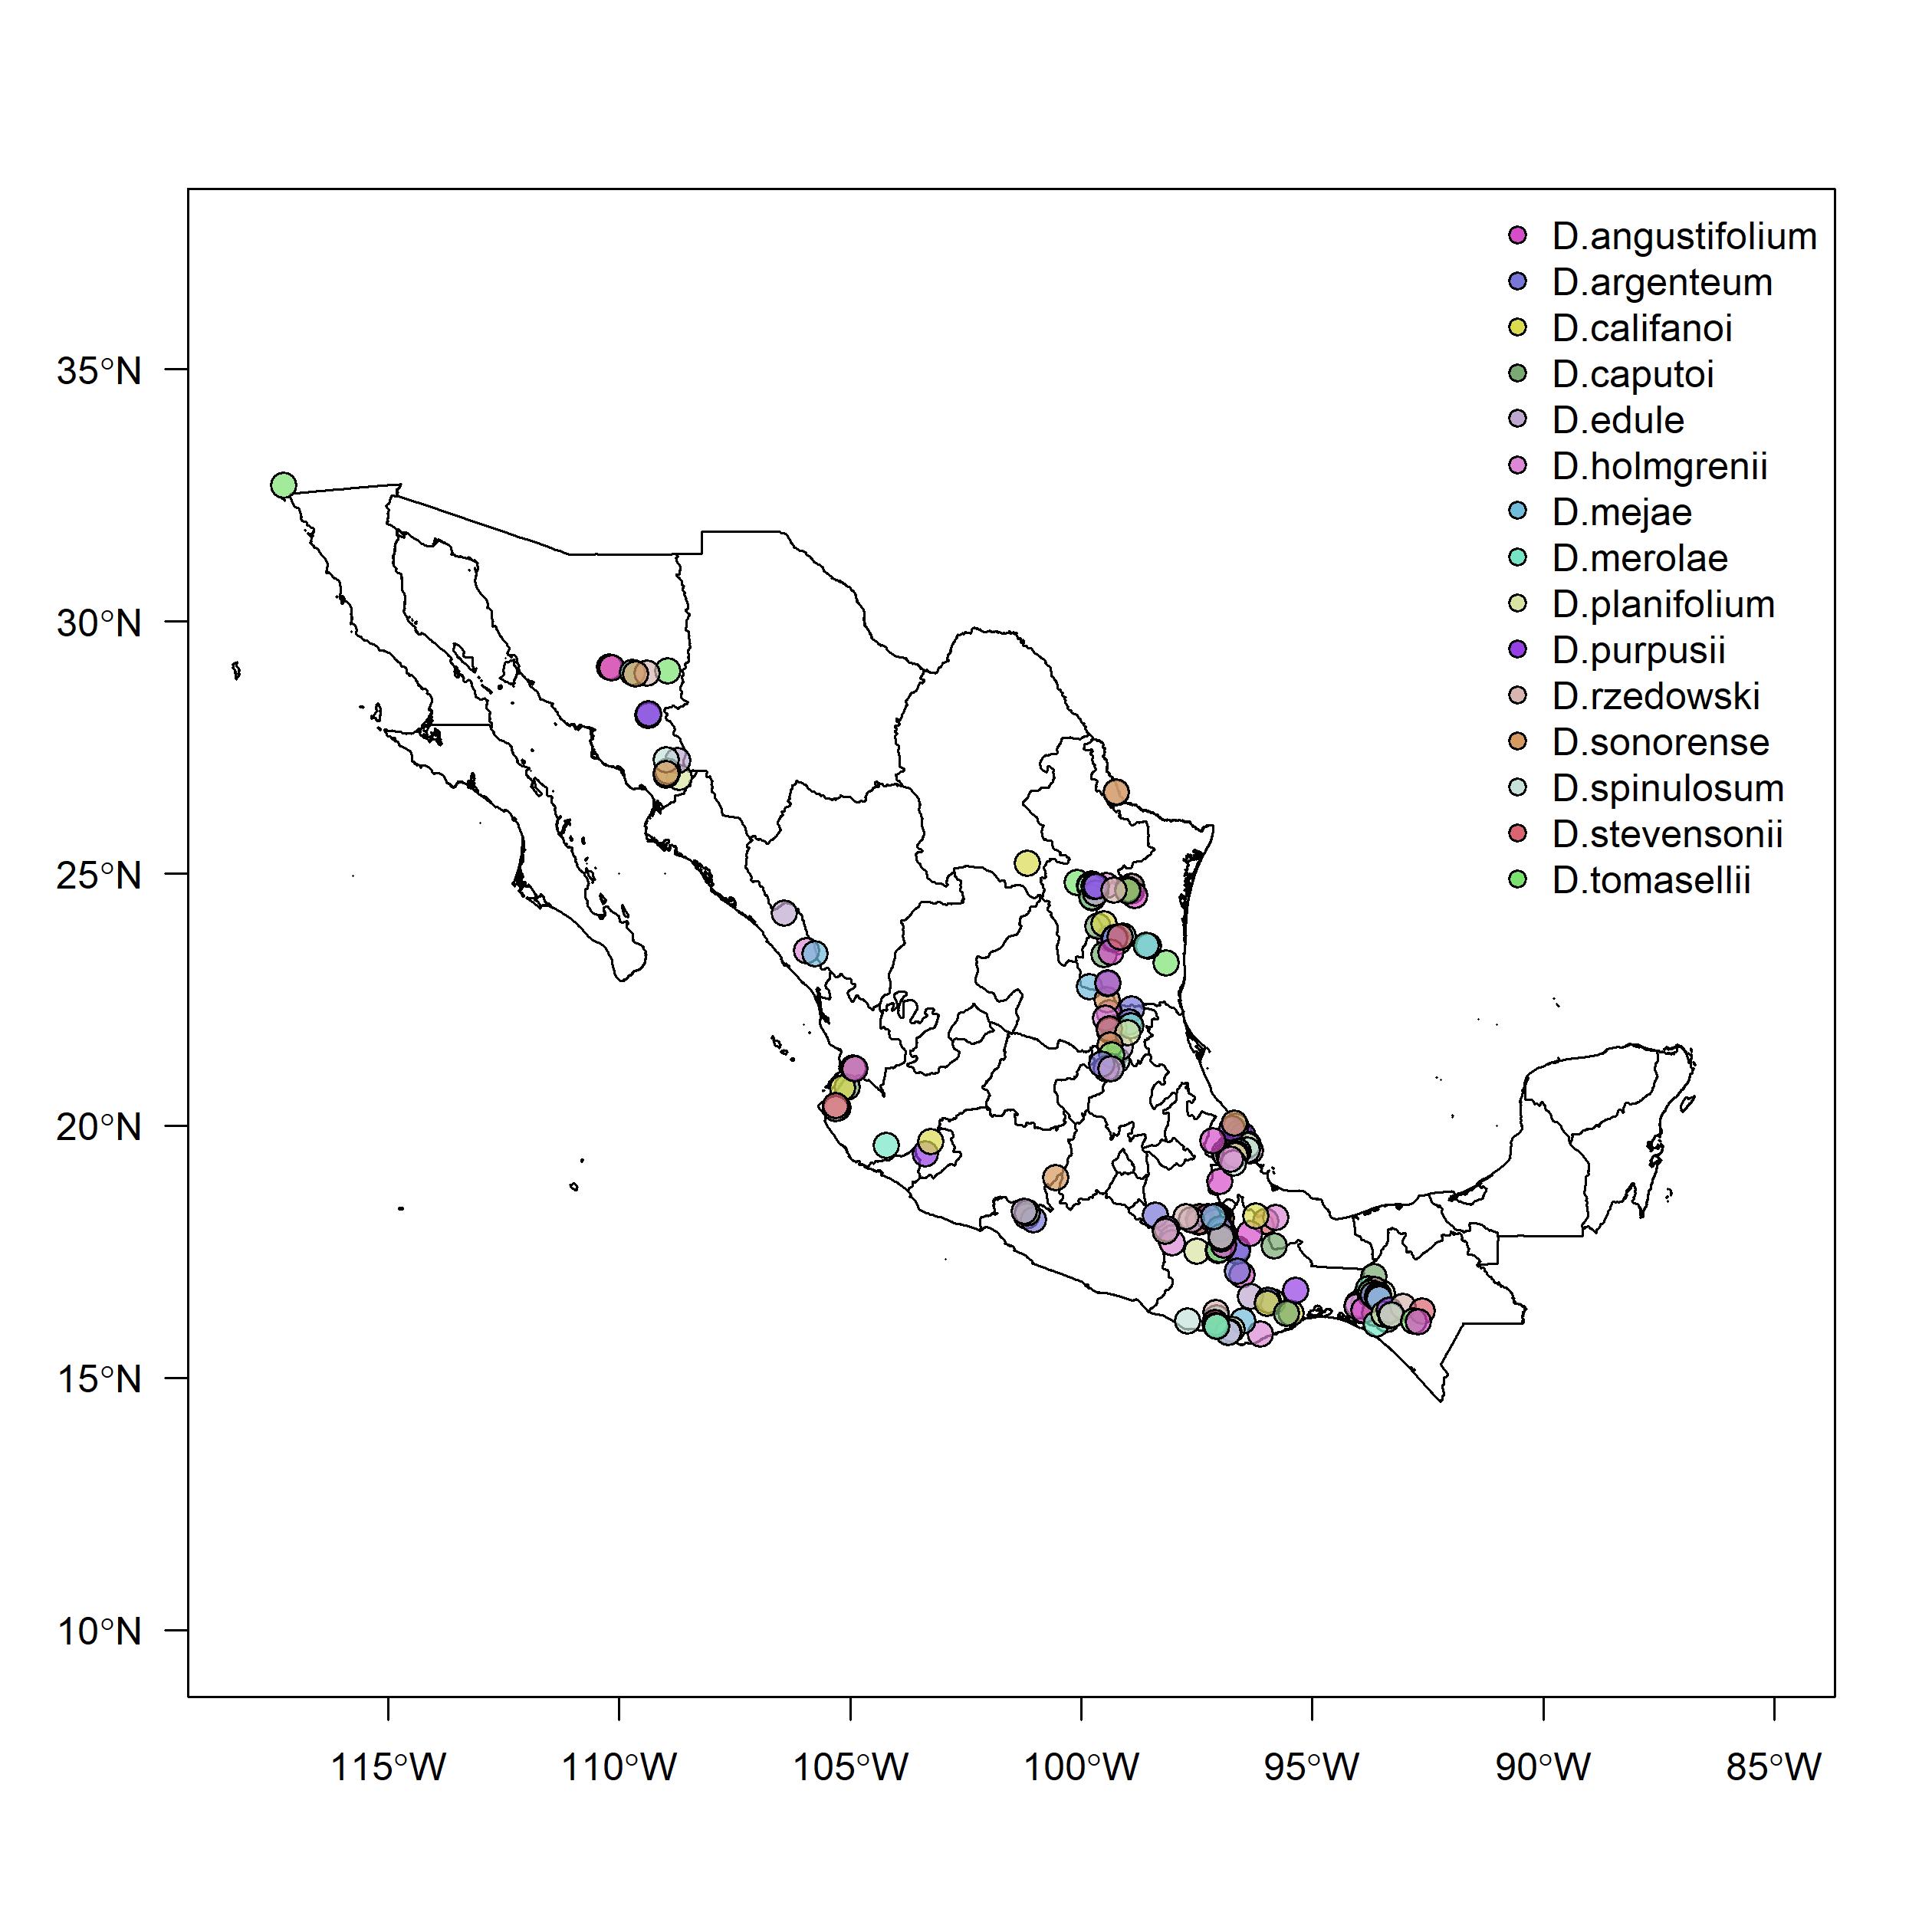 D.angustifolium
D.argenteum
D.califanoi
D.caputoi
D.edule
D.holmgrenii
D.mejae
D.merolae
D.planifolium
D.purpusii
D.rzedowski
D.sonorense
D.spinulosum
D.stevensonii
D.tomasellii
35°N
30°N
25°N
20°N
15°N
10°N
115°W 110°W 105°W 100°W 95°W 90°W 85°W